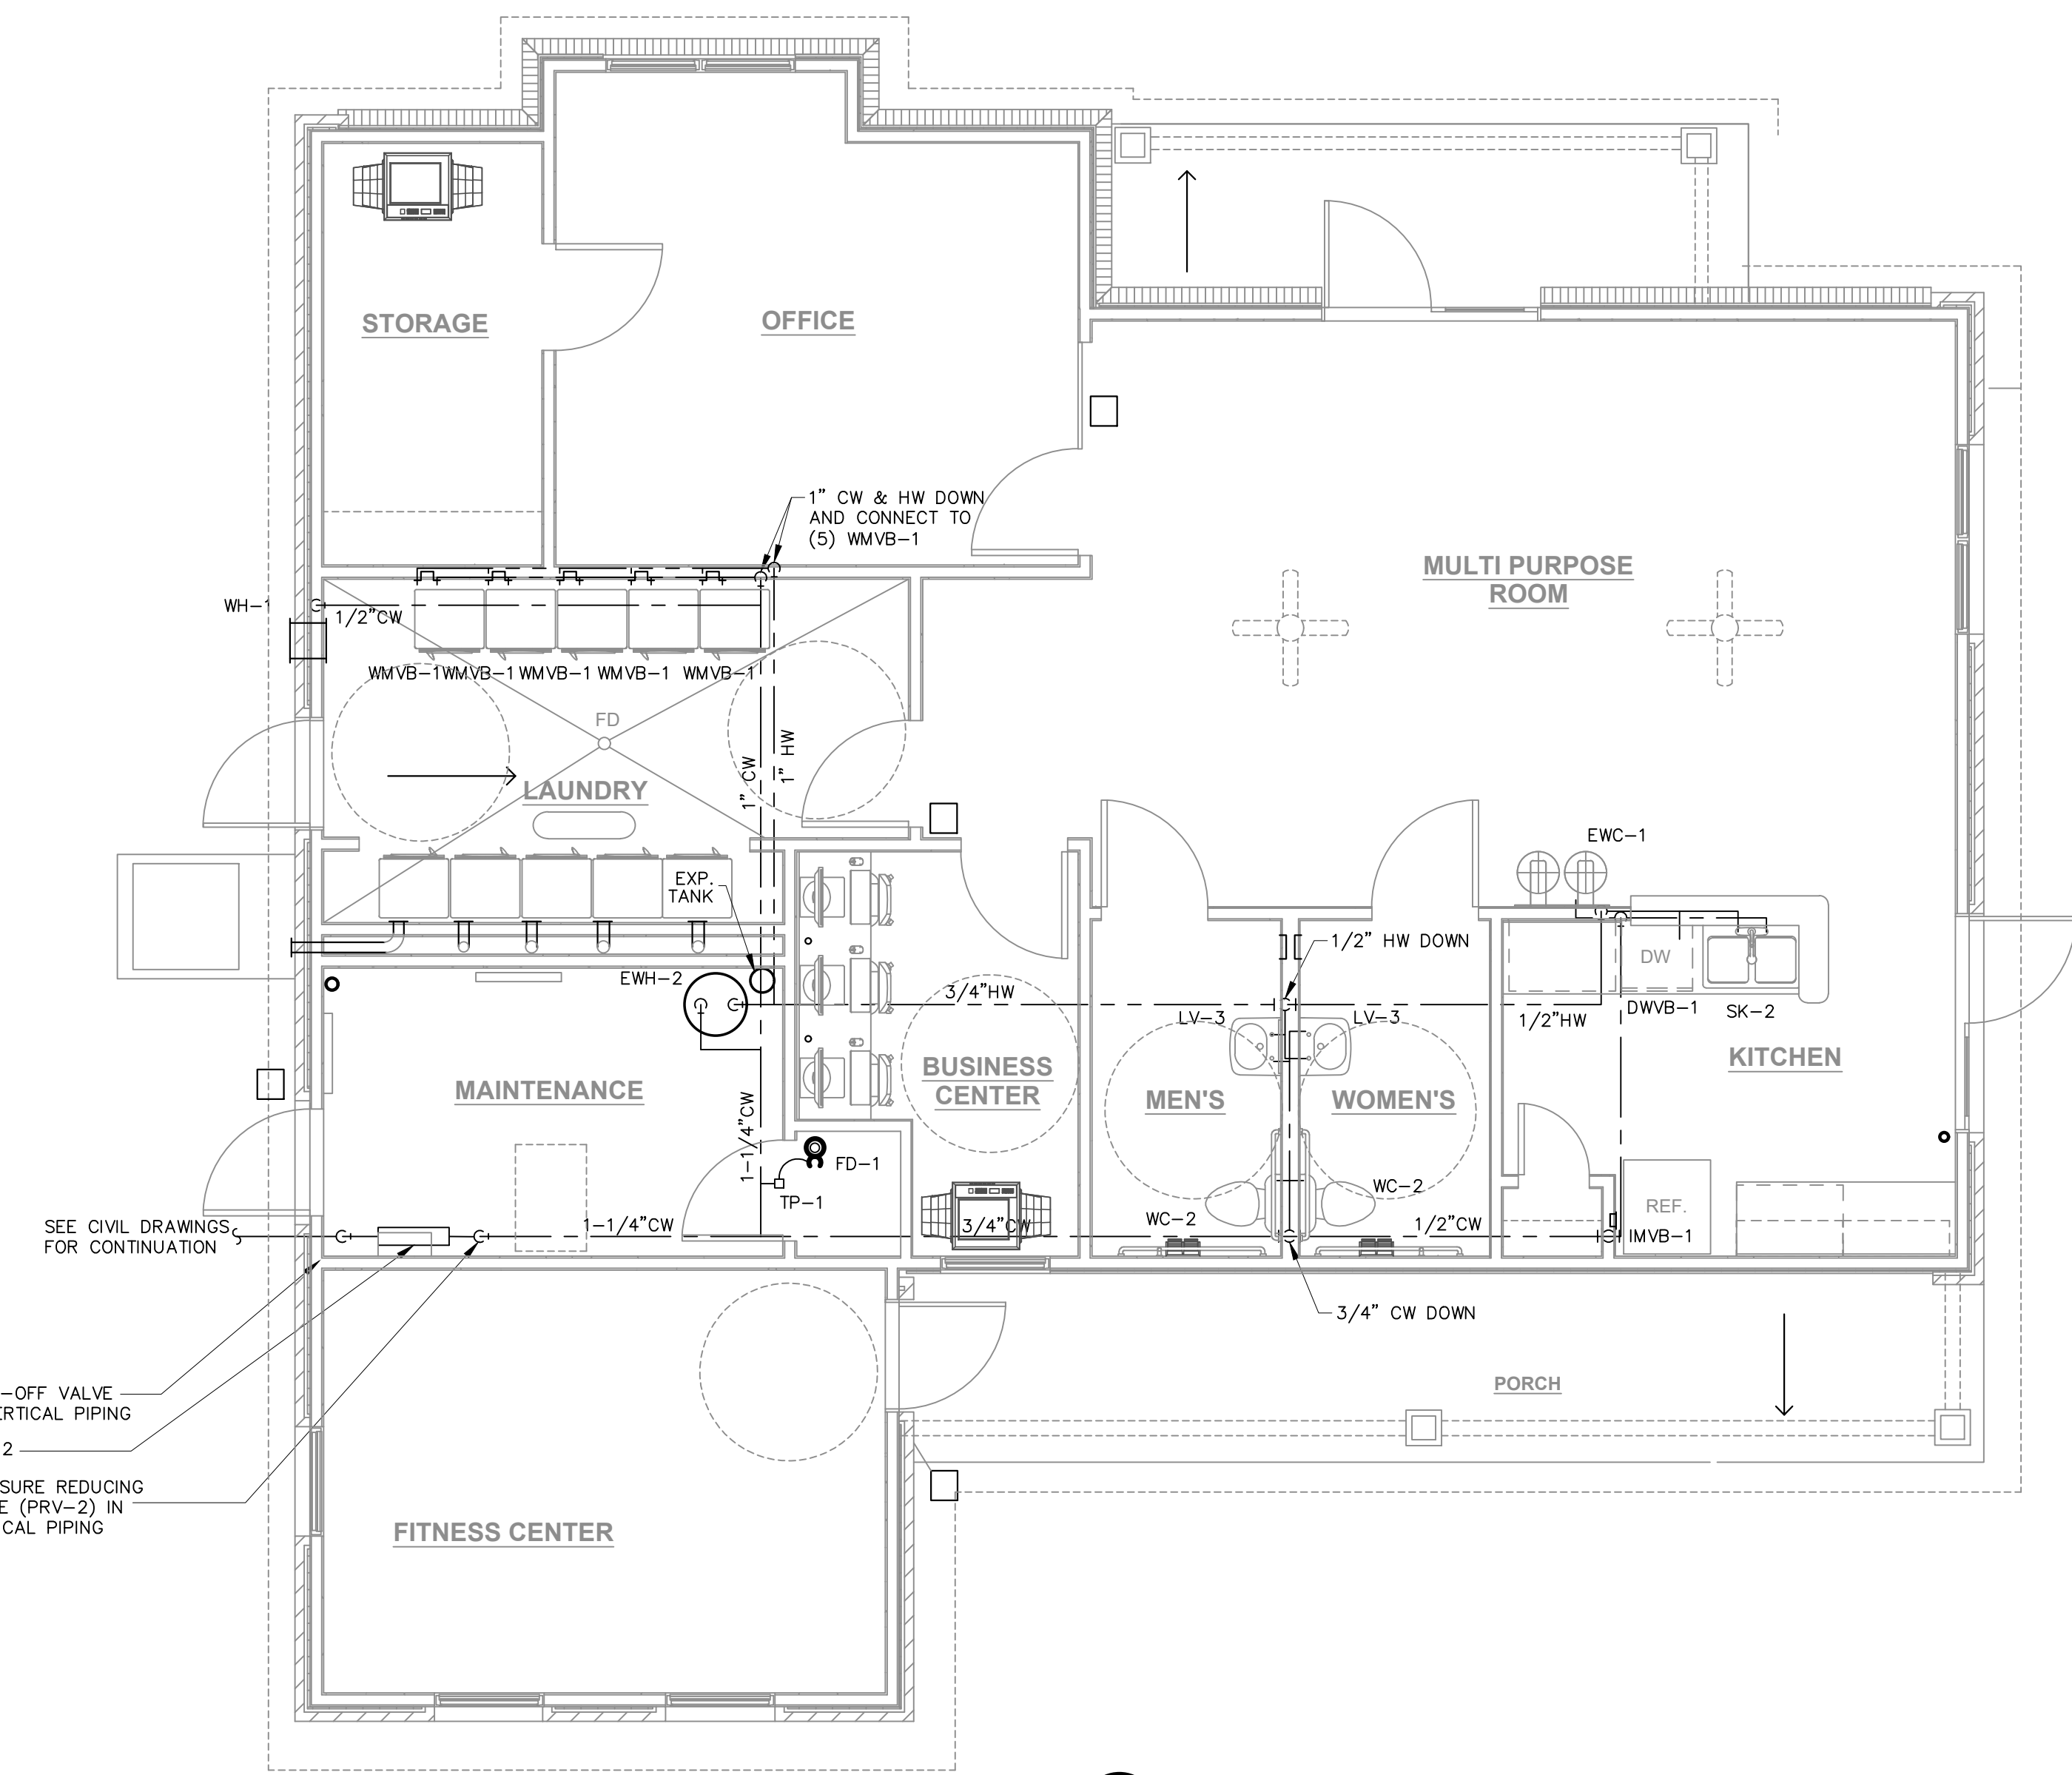 STORAGE
OFFICE
1" CW & HW DOWN
AND CONNECT TO
(5) WMVB-1
MULTI PURPOSE
ROOM
WH-1
1/2"CW
WMVB-1
WMVB-1
WMVB-1
WMVB-1
WMVB-1
FD
1" CW
1" HW
LAUNDRY
EWC-1
EXP.
TANK
1/2" HW DOWN
EWH-2
3/4"HW
DW
LV-3
LV-3
1/2"HW
DWVB-1
SK-2
BUSINESS
CENTER
KITCHEN
MAINTENANCE
MEN'S
WOMEN'S
1-1/4"CW
FD-1
TP-1
WC-2
REF.
SEE CIVIL DRAWINGS
FOR CONTINUATION
1-1/4"CW
3/4"CW
WC-2
1/2"CW
IMVB-1
3/4" CW DOWN
PORCH
-OFF VALVE
ERTICAL PIPING
2
SURE REDUCING
E (PRV-2) IN
CAL PIPING
FITNESS CENTER